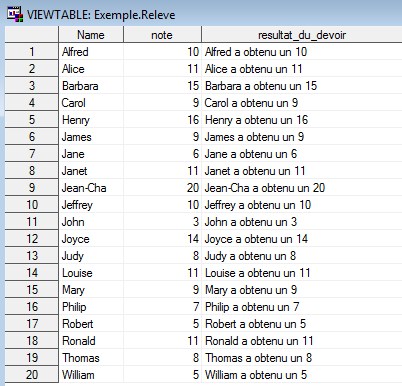 VIEWTABLE: Exemple.Releve
Name note resultat_du_devoir
1 Alfred 10 Alfred a obtenu un 10
2 Alice 11 Alice a obtenu un 11
3 Barbara 15 Barbara a obtenu un 15
4 Carol 9 Carol a obtenu un 9
5 Henry 16 Henry a obtenu un 16
6 James 9 James a obtenu un 9
7 Jane 6 Jane a obtenu un 6
8 Janet 11 Janet a obtenu un 11
9 Jean-Cha 20 Jean-Cha a obtenu un 20
10 Jeffrey 10 Jeffrey a obtenu un 10
11 John 3 John a obtenu un 3
12 Joyce 14 Joyce a obtenu un 14
13 Judy 8 Judy a obtenu un 8
14 Louise 11 Louise a obtenu un 11
15 Mary 9 Mary a obtenu un 9
16 Philip 7 Philip a obtenu un 7
17 Robert 5 Robert a obtenu un 5
18 Ronald 11 Ronald a obtenu un 11
19 Thomas 8 Thomas a obtenu un 8
20 William 5 William a obtenu un 5